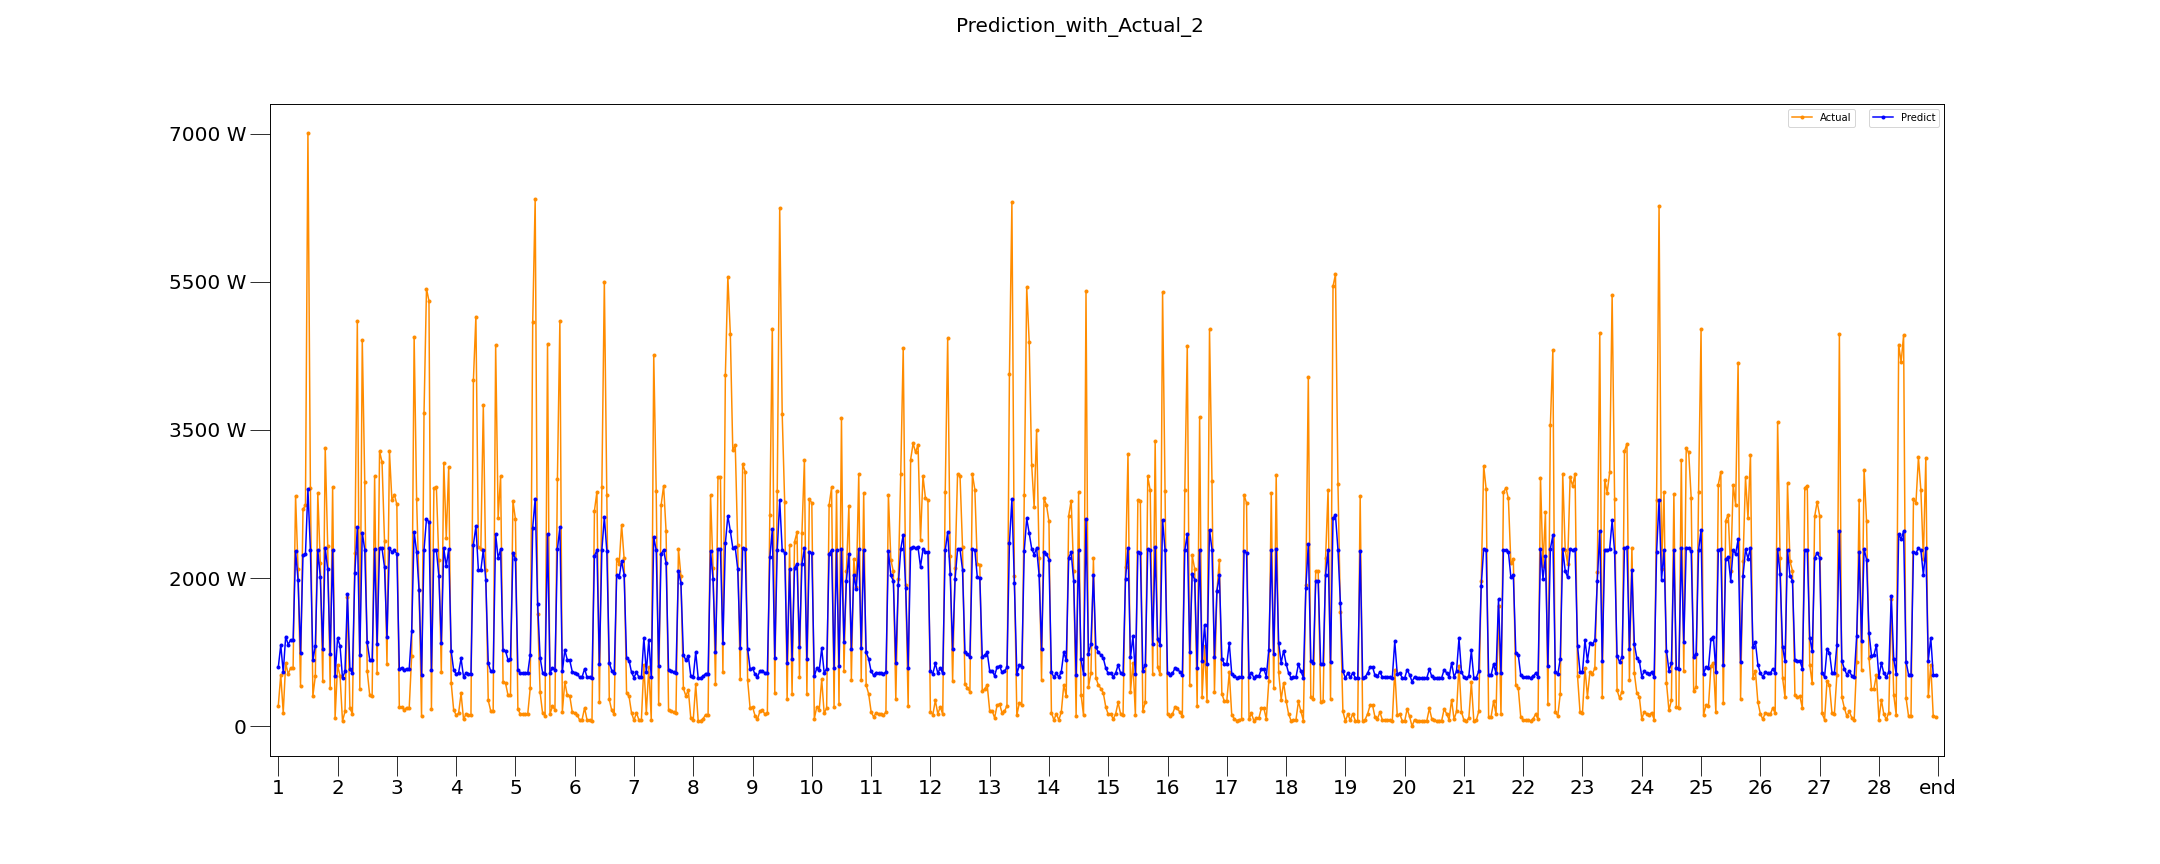 Prediction_with_Actual_2
Actual Predict
7000 W
5500 W
3500 W
2000 W
0
1 2 3 4 5 6 7 8 9 10 11 12 13 14 15 16 17 18 19 20 21 22 23 24 25 26 27 28 end